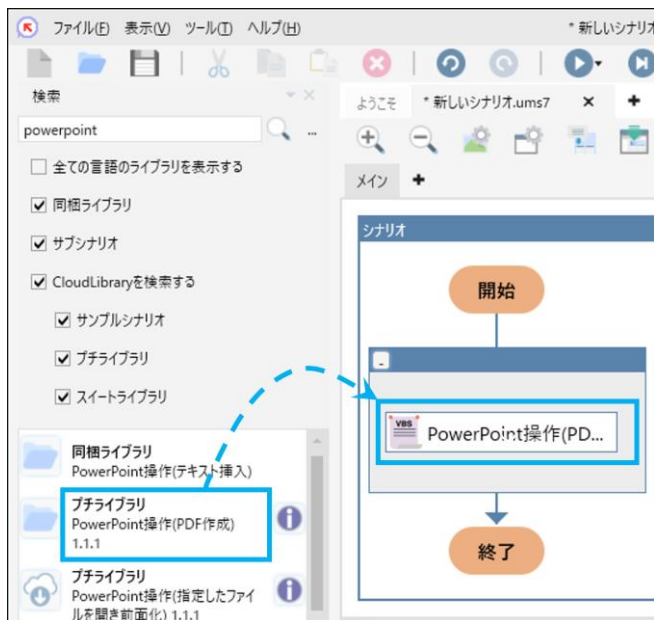 ファイル(F) 表示(V) ツール(T) ヘルプ(H)
* 新しいシナリオ
検索
powerpoint
...
全ての言語のライブラリを表示する
同梱ライブラリ
サブシナリオ
CloudLibraryを検索する
サンプルシナリオ
プチライブラリ
スイートライブラリ
同梱ライブラリ
PowerPoint操作(テキスト挿入)
プチライブラリ
PowerPoint操作(PDF作成)
1.1.1
プチライブラリ
PowerPoint操作(指定したファイ
ルを開き前面化) 1.1.1
ようこそ * 新しいシナリオ.ums7
メイン
シナリオ
開始
VBS
PowerPoint操作(PD...
終了